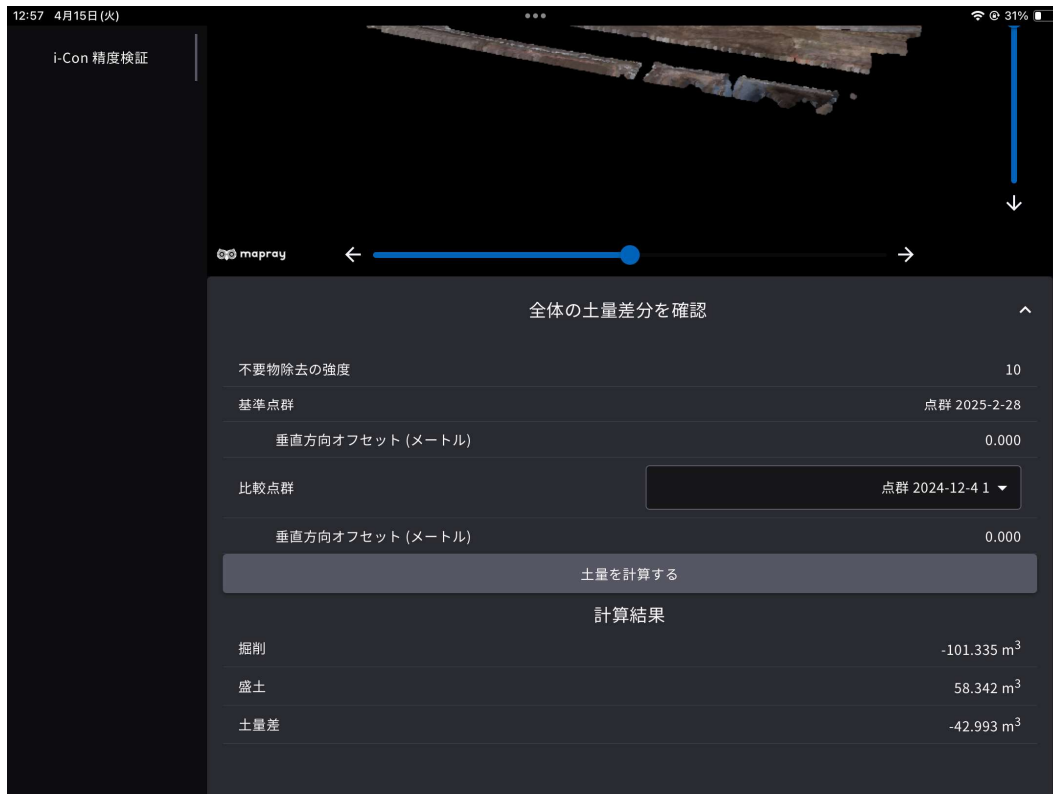 12:57 4月15日(火)
31%
i-Con 精度検証
mapray
全体の土量差分を確認
不要物除去の強度 10
基準点群 点群 2025-2-28
垂直方向オフセット (メートル) 0.000
比較点群 点群 2024-12-4 1
垂直方向オフセット (メートル) 0.000
土量を計算する
計算結果
掘削 -101.335 m³
盛土 58.342 m³
土量差 -42.993 m³